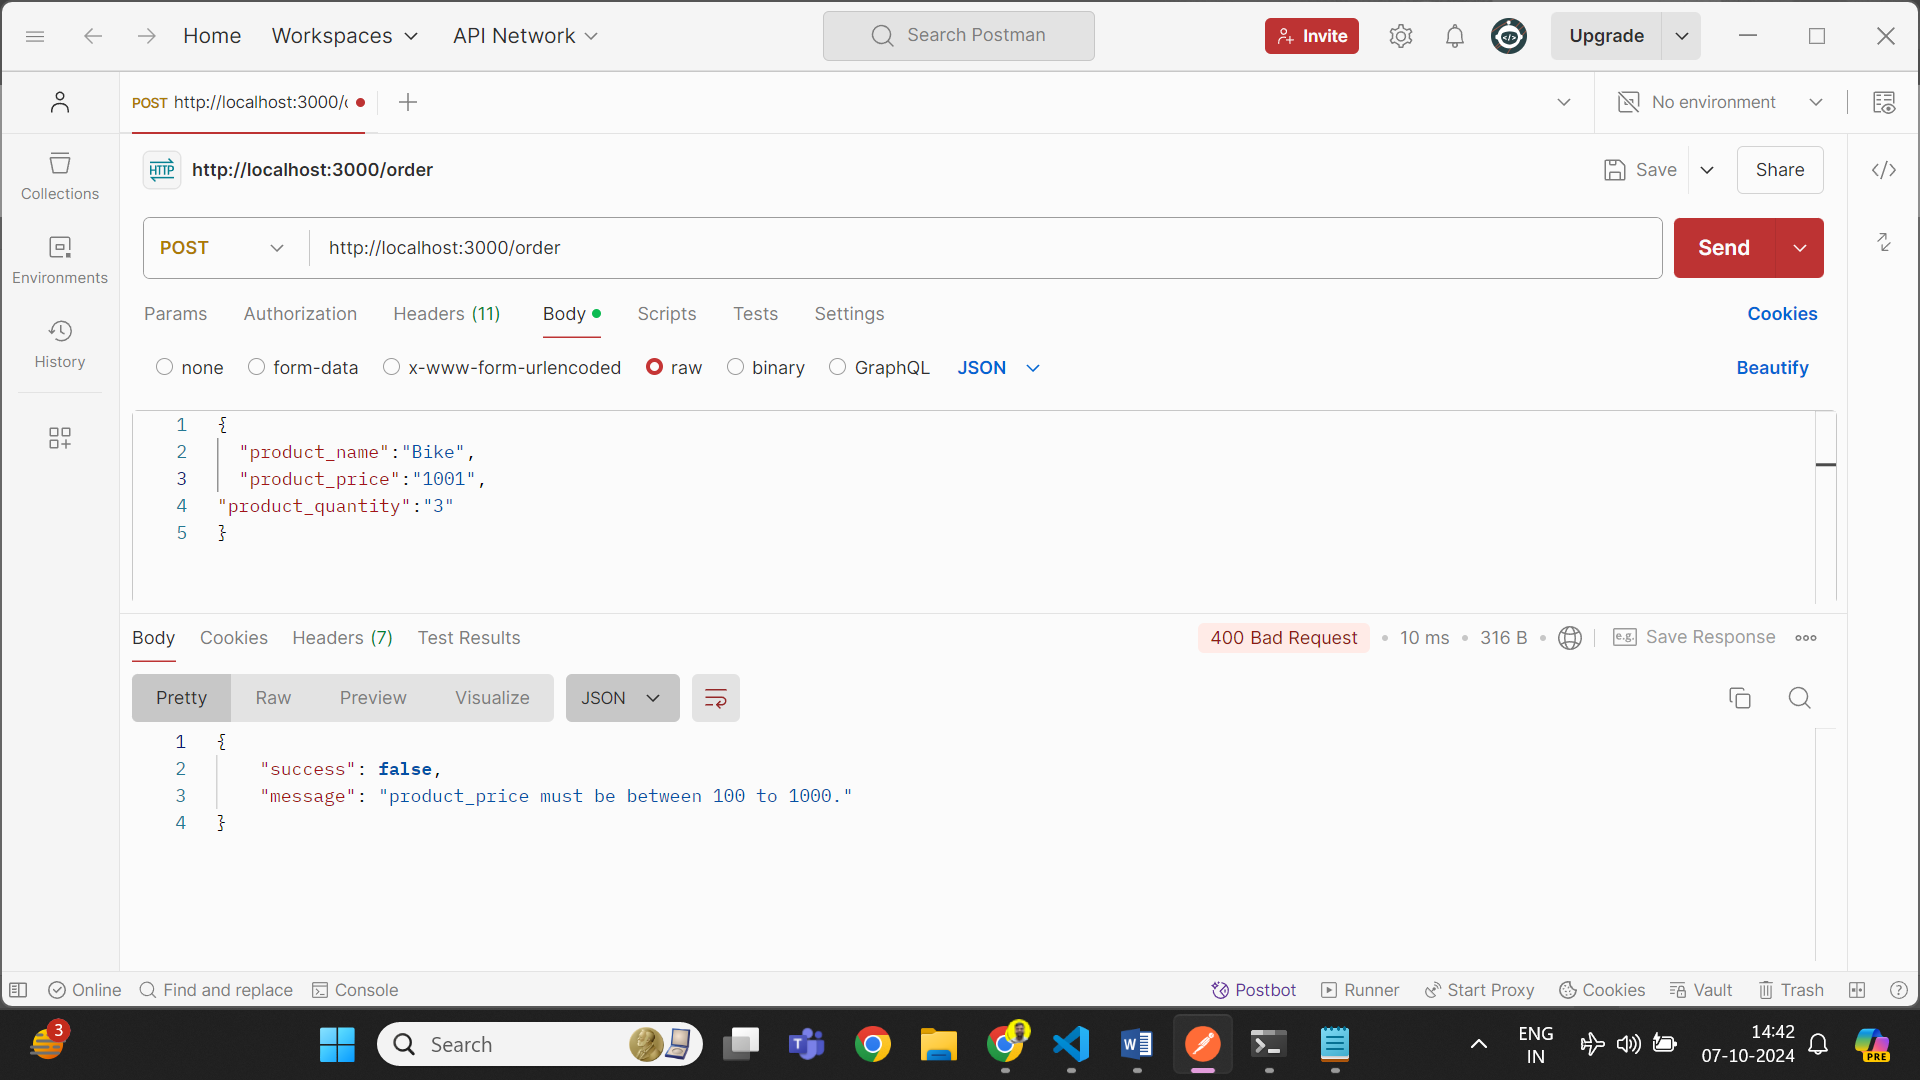 Home Workspaces API Network Search Postman Invite Upgrade
POST http://localhost:3000/ No environment
HTTP http://localhost:3000/order Save Share
Collections
POST http://localhost:3000/order Send
Environments
Params Authorization Headers (11) Body Scripts Tests Settings Cookies
History
none form-data x-www-form-urlencoded raw binary GraphQL JSON Beautify
1 {
2 "product_name":"Bike",
3 "product_price":"1001",
4 "product_quantity":"3"
5 }
Body Cookies Headers (7) Test Results 400 Bad Request • 10 ms • 316 B • e.g. Save Response
Pretty Raw Preview Visualize JSON
1 {
2 "success": false,
3 "message": "product_price must be between 100 to 1000."
4 }
Online Find and replace Console Postbot Runner Start Proxy Cookies Vault Trash
3 Search ENG 14:42
IN 07-10-2024 PRE